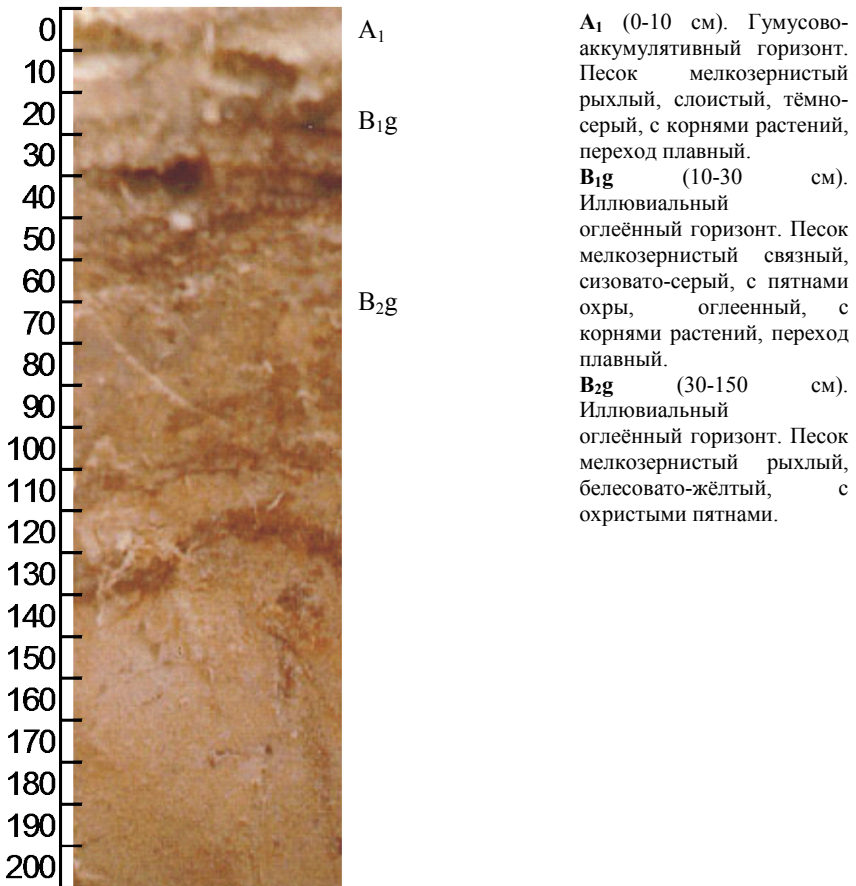 0
10
20
30
40
50
60
70
80
90
100
110
120
130
140
150
160
170
180
190
200
A₁
B₁g
B₂g
A₁ (0-10 см). Гумусово-
аккумулятивный горизонт.
Песок мелкозернистый
рыхлый, слоистый, тёмно-
серый, с корнями растений,
переход плавный.
B₁g (10-30 см).
Иллювиальный
оглеённый горизонт. Песок
мелкозернистый связный,
сизовато-серый, с пятнами
охры, оглеенный, с
корнями растений, переход
плавный.
B₂g (30-150 см).
Иллювиальный
оглеённый горизонт. Песок
мелкозернистый рыхлый,
белесовато-жёлтый, с
охристыми пятнами.